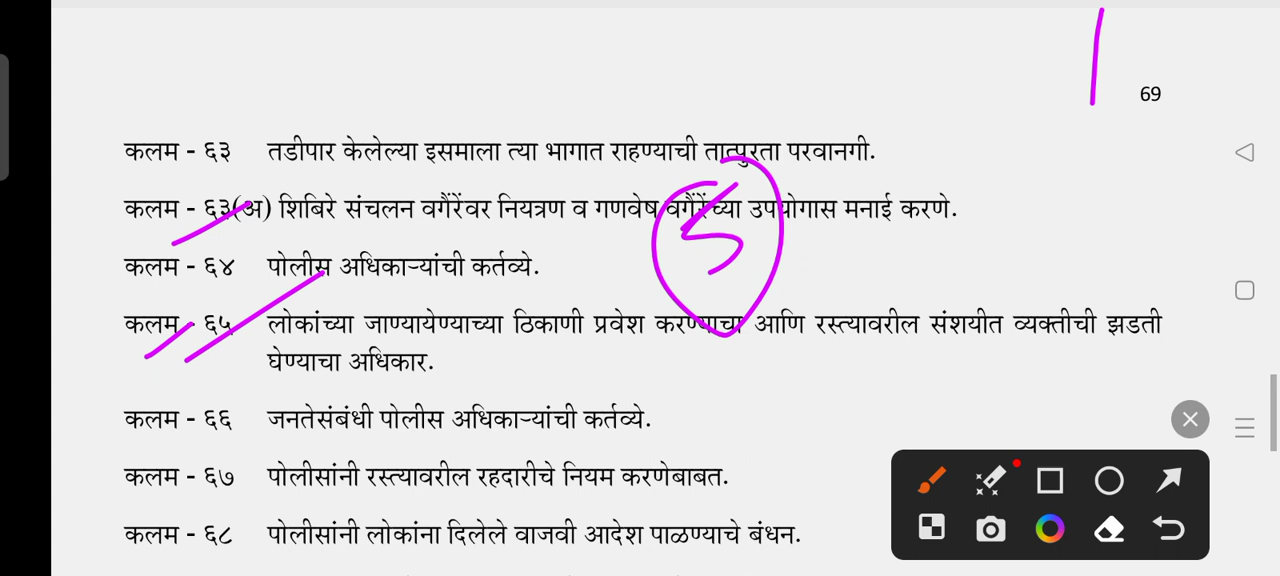 69
कलम - ६३ तडीपार केलेल्या इसमाला त्या भागात राहण्याची तात्पुरता परवानगी.
कलम - ६३(अ) शिबिरे संचलन वगैंरेंवर नियत्रण व गणवेष वगैंरेंच्या उपयोगास मनाई करणे.
5
कलम - ६४ पोलीस अधिकाऱ्यांची कर्तव्ये.
कलम - ६५ लोकांच्या जाण्यायेण्याच्या ठिकाणी प्रवेश करण्याचा आणि रस्त्यावरील संशयीत व्यक्तीची झडती
घेण्याचा अधिकार.
कलम - ६६ जनतेसंबंधी पोलीस अधिकाऱ्यांची कर्तव्ये.
कलम - ६७ पोलीसांनी रस्त्यावरील रहदारीचे नियम करणेबाबत.
कलम - ६८ पोलीसांनी लोकांना दिलेले वाजवी आदेश पाळण्याचे बंधन.